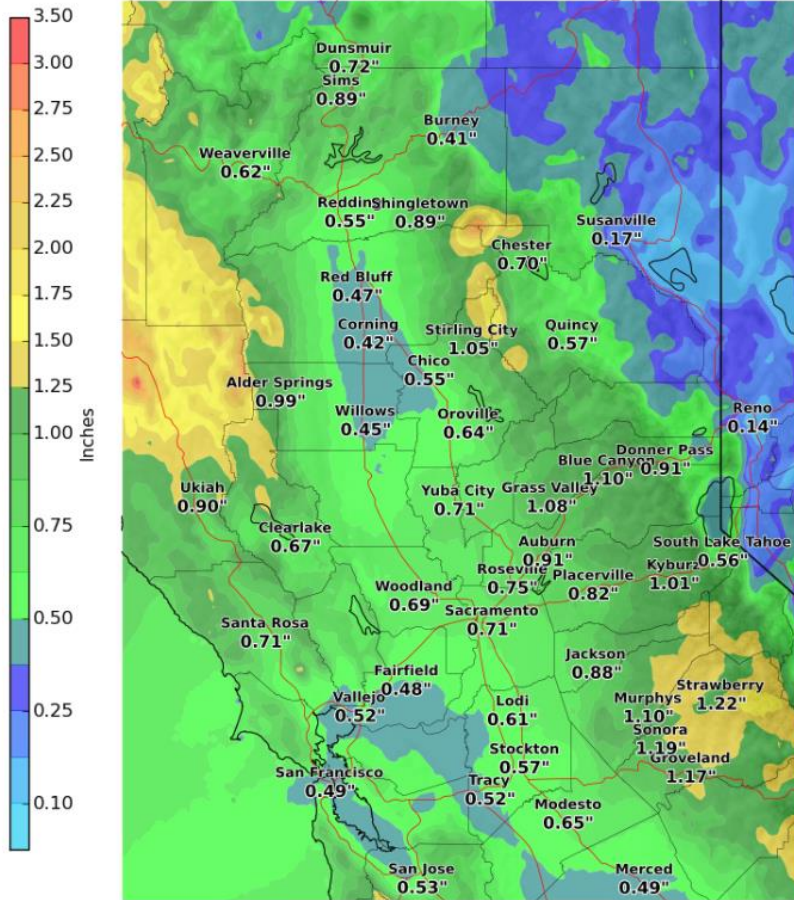 3.50
3.00
2.75
2.50
2.25
2.00
1.75
1.50
1.25
1.00
0.75
0.50
0.25
0.10
Inches
Dunsmuir
0.72"
Sims
0.89"
Burney
0.41"
Weaverville
0.62"
Redding
0.55"
Shingletown
0.89"
Susanville
0.17"
Chester
0.70"
Red Bluff
0.47"
Corning
0.42"
Stirling City
1.05"
Quincy
0.57"
Chico
0.55"
Alder Springs
0.99"
Willows
0.45"
Oroville
0.64"
Reno
0.14"
Donner Pass
0.91"
Blue Canyon
1.10"
Ukiah
0.90"
Yuba City
0.71"
Grass Valley
1.08"
Clearlake
0.67"
Auburn
0.91"
South Lake Tahoe
0.56"
Roseville
0.75"
Placerville
0.82"
Kyburz
1.01"
Woodland
0.69"
Sacramento
0.71"
Santa Rosa
0.71"
Jackson
0.88"
Fairfield
0.48"
Strawberry
1.22"
Vallejo
0.52"
Lodi
0.61"
Murphys
1.10"
Sonora
1.19"
Stockton
0.57"
Groveland
1.17"
San Francisco
0.49"
Tracy
0.52"
Modesto
0.65"
San Jose
0.53"
Merced
0.49"